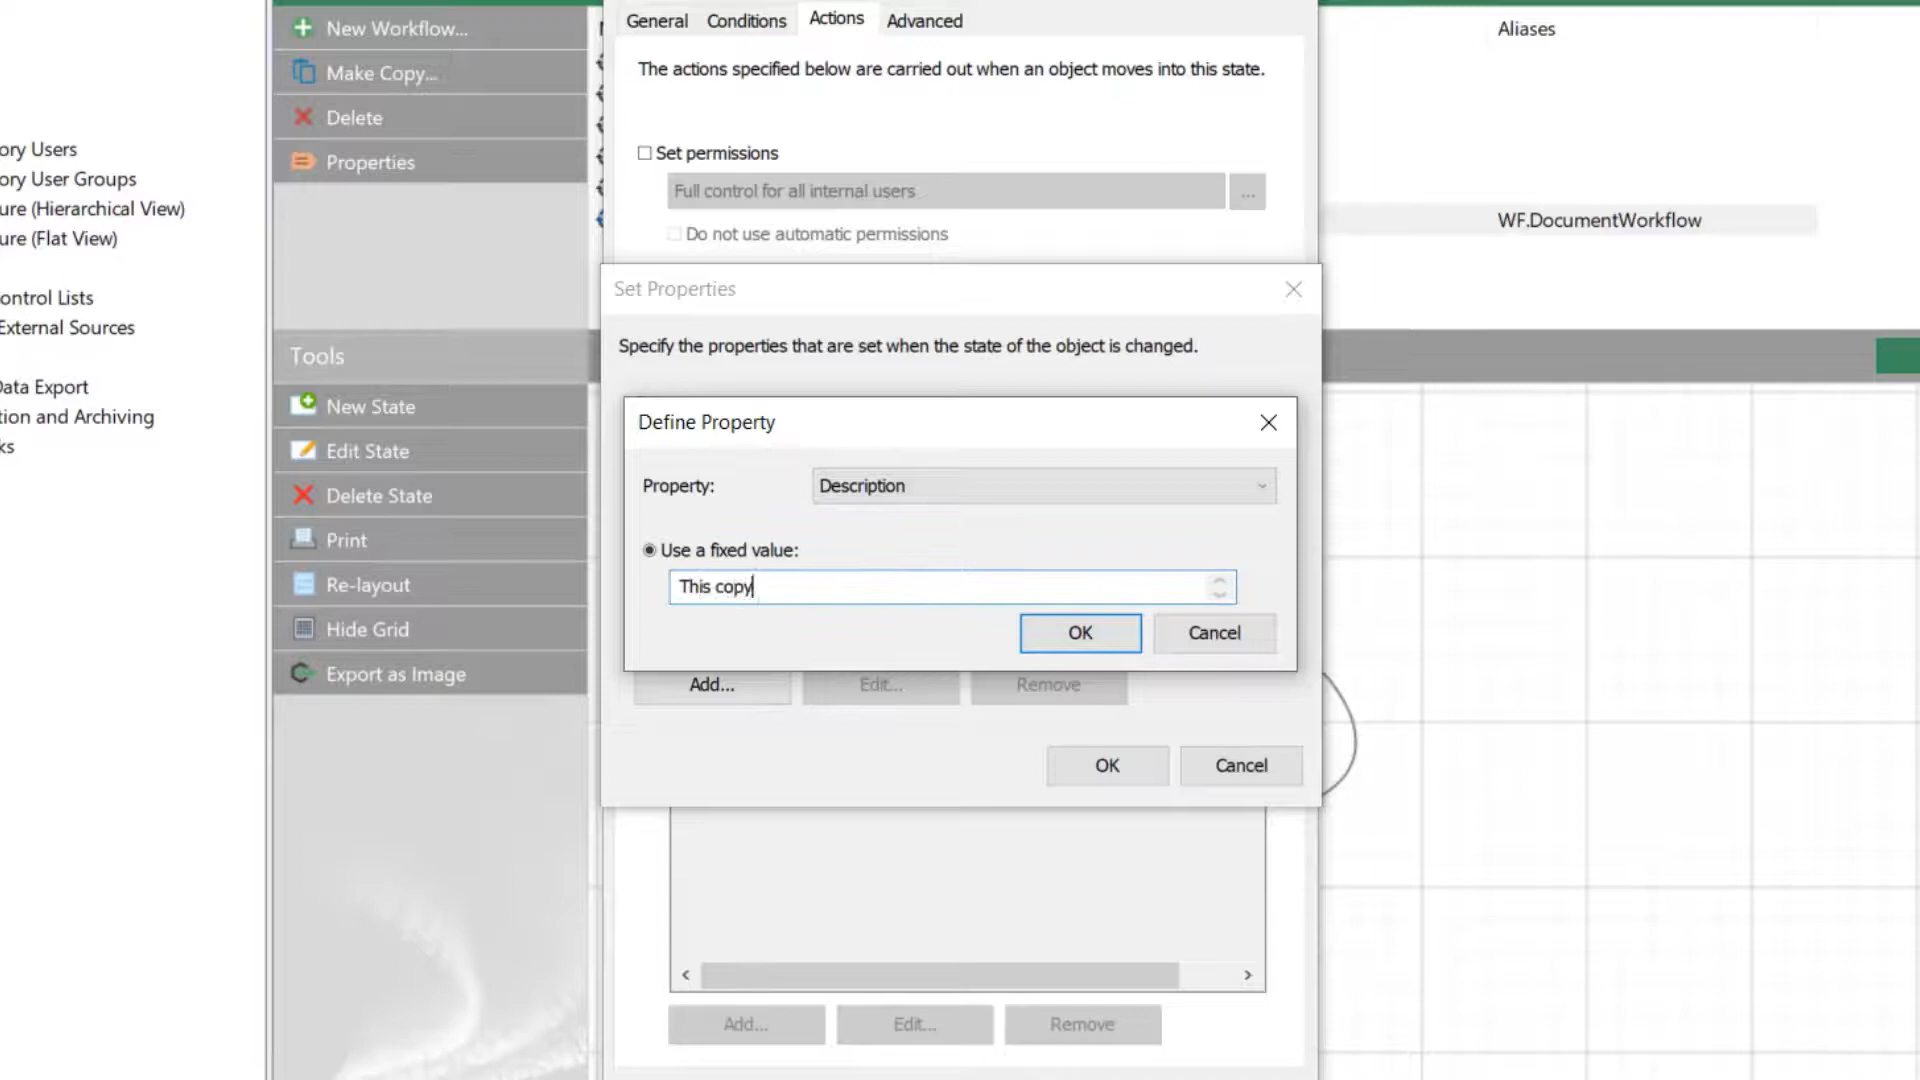 New Workflow...
Make Copy...
Delete
Properties
ory Users
ory User Groups
ure (Hierarchical View)
ure (Flat View)
ontrol Lists
External Sources
Data Export
tion and Archiving
ks
Tools
New State
Edit State
Delete State
Print
Re-layout
Hide Grid
Export as Image
General Conditions Actions Advanced
The actions specified below are carried out when an object moves into this state.
Set permissions
Full control for all internal users
...
Do not use automatic permissions
Set Properties
Specify the properties that are set when the state of the object is changed.
Define Property
Property: Description
Use a fixed value:
This copy
OK Cancel
Add... Edit... Remove
OK Cancel
Add... Edit... Remove
Aliases
WF.DocumentWorkflow